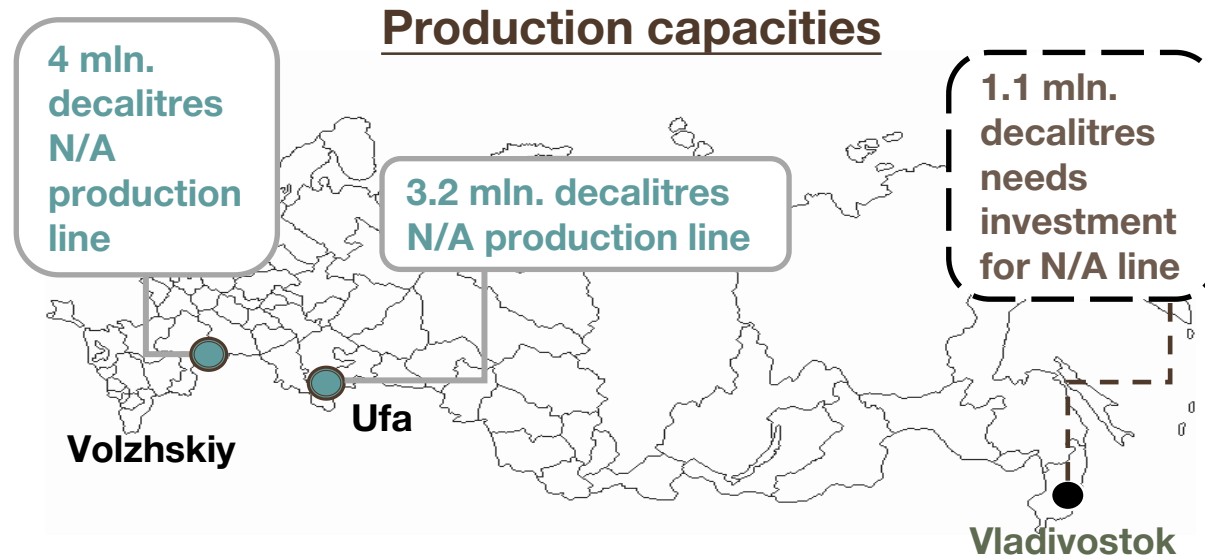 Production capacities
4 mln.
decalitres
N/A
production
line
3.2 mln. decalitres
N/A production line
1.1 mln.
decalitres
needs
investment
for N/A line
Volzhskiy
Ufa
Vladivostok